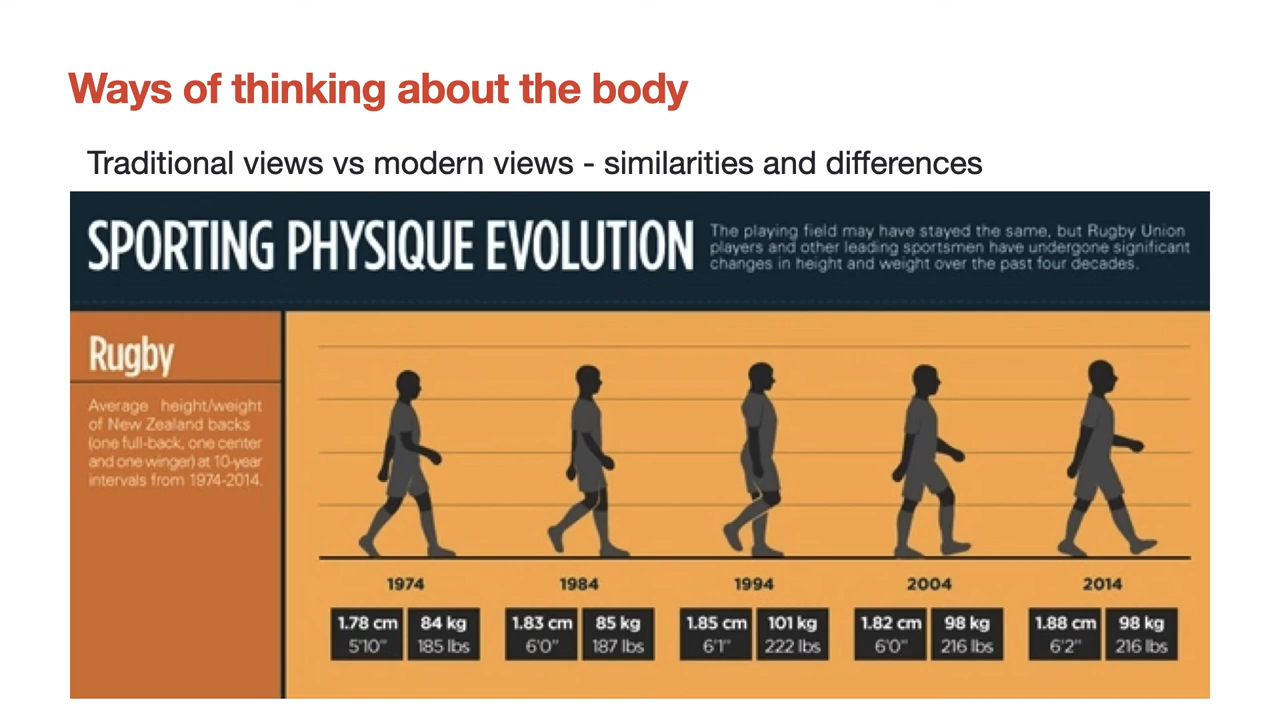 Ways of thinking about the body
Traditional views vs modern views - similarities and differences
SPORTING PHYSIQUE EVOLUTION
The playing field may have stayed the same, but Rugby Union
players and other leading sportsmen have undergone significant
changes in height and weight over the past four decades.
Rugby
Average height/weight
of New Zealand backs
(one full-back, one center
and one winger) at 10-year
intervals from 1974-2014.
1974 1984 1994 2004 2014
1.78 cm 84 kg 1.83 cm 85 kg 1.85 cm 101 kg 1.82 cm 98 kg 1.88 cm 98 kg
5'10" 185 lbs 6'0" 187 lbs 6'1" 222 lbs 6'0" 216 lbs 6'2" 216 lbs